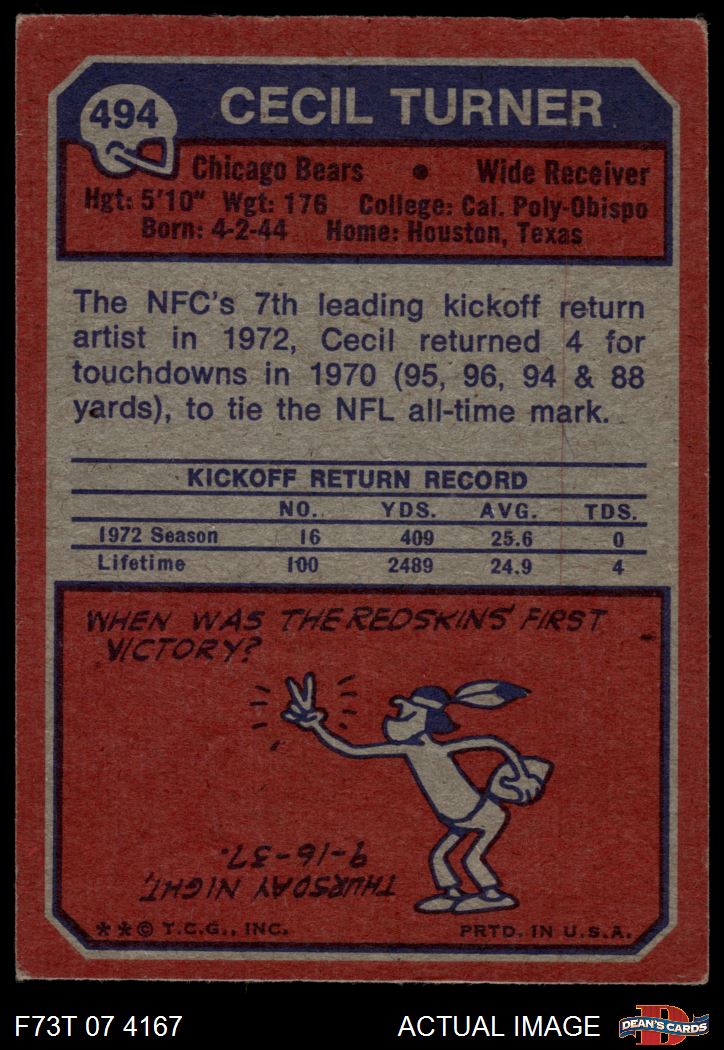 494
CECIL TURNER
Chicago Bears • Wide Receiver
Hgt: 5'10" Wgt: 176 College: Cal. Poly-Obispo
Born: 4-2-44 Home: Houston, Texas
The NFC's 7th leading kickoff return
artist in 1972, Cecil returned 4 for
touchdowns in 1970 (95, 96, 94 & 88
yards), to tie the NFL all-time mark.
KICKOFF RETURN RECORD
NO. YDS. AVG. TDS.
1972 Season 16 409 25.6 0
Lifetime 100 2489 24.9 4
WHEN WAS THE REDSKINS' FIRST
VICTORY?
THURSDAY NIGHT,
9-16-37.
**© T.C.G., INC. PRTD. IN U.S.A.
F73T 07 4167 ACTUAL IMAGE
D
DEAN'S CARDS